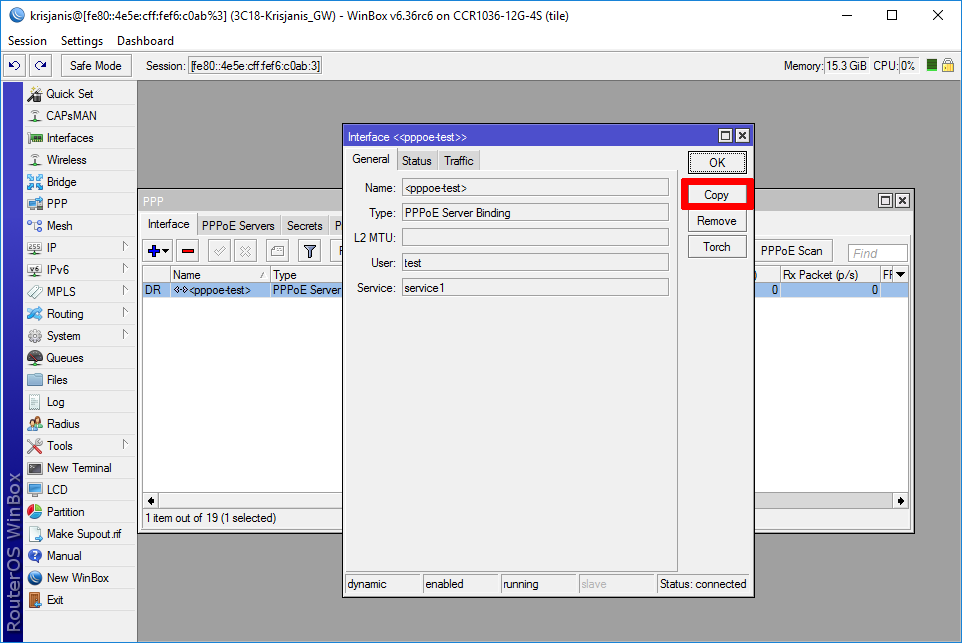 krisjanis@[fe80::4e5e:cff:fef6:c0ab%3] (3C18-Krisjanis_GW) - WinBox v6.36rc6 on CCR1036-12G-4S (tile)
Session Settings Dashboard
Safe Mode Session: [fe80::4e5e:cff:fef6:c0ab:3] Memory: 15.3 GiB CPU: 0%
Quick Set
CAPsMAN
Interfaces
Wireless
Bridge
PPP
Mesh
IP
IPv6
MPLS
Routing
System
Queues
Files
Log
Radius
Tools
New Terminal
LCD
Partition
Make Supout.rif
Manual
New WinBox
Exit
RouterOS WinBox
PPP
Interface PPPoE Servers Secrets
PPPoE Scan Find
Name / Type Rx Packet (p/s)
DR <pppoe-test> PPPoE Server 0 0
1 item out of 19 (1 selected)
Interface <<pppoe-test>>
General Status Traffic
Name: <pppoe-test>
Type: PPPoE Server Binding
L2 MTU:
User: test
Service: service1
OK
Copy
Remove
Torch
dynamic enabled running slave Status: connected